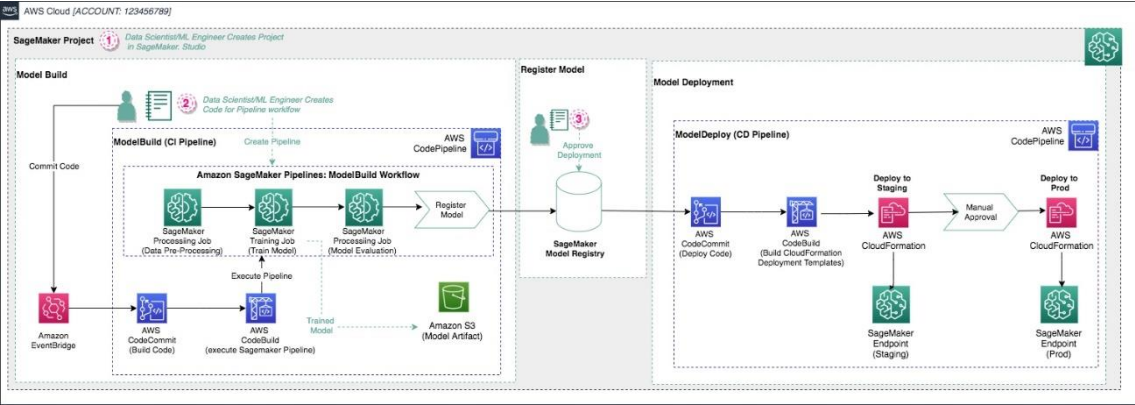 aws
AWS Cloud [ACCOUNT: 123456789]
SageMaker Project
1
Data Scientist/ML Engineer Creates Project
in SageMaker. Studio
Model Build
2
Data Scientist/ML Engineer Creates
Code for Pipeline workiflow
Commit Code
ModelBuild (CI Pipeline)
Create Pipeline
AWS
CodePipeline
Amazon SageMaker Pipelines: ModelBuild Workflow
SageMaker
Processing Job
(Data Pre-Processing)
SageMaker
Training Job
(Train Model)
SageMaker
Processing Job
(Model Evaluation)
Register
Model
Execute Pipeline
Amazon
EventBridge
AWS
CodeCommit
(Build Code)
AWS
CodeBuild
(execute Sagemaker Pipeline)
Trained
Model
Amazon S3
(Model Artifact)
Register Model
3
Approve
Deployment
SageMaker
Model Registry
Model Deployment
ModelDeploy (CD Pipeline)
AWS
CodePipeline
AWS
CodeCommit
(Deploy Code)
AWS
CodeBuild
(Build CloudFormation
Deployment Templates)
Deploy to
Staging
AWS
CloudFormation
Manual
Approval
Deploy to
Prod
AWS
CloudFormation
SageMaker
Endpoint
(Staging)
SageMaker
Endpoint
(Prod)